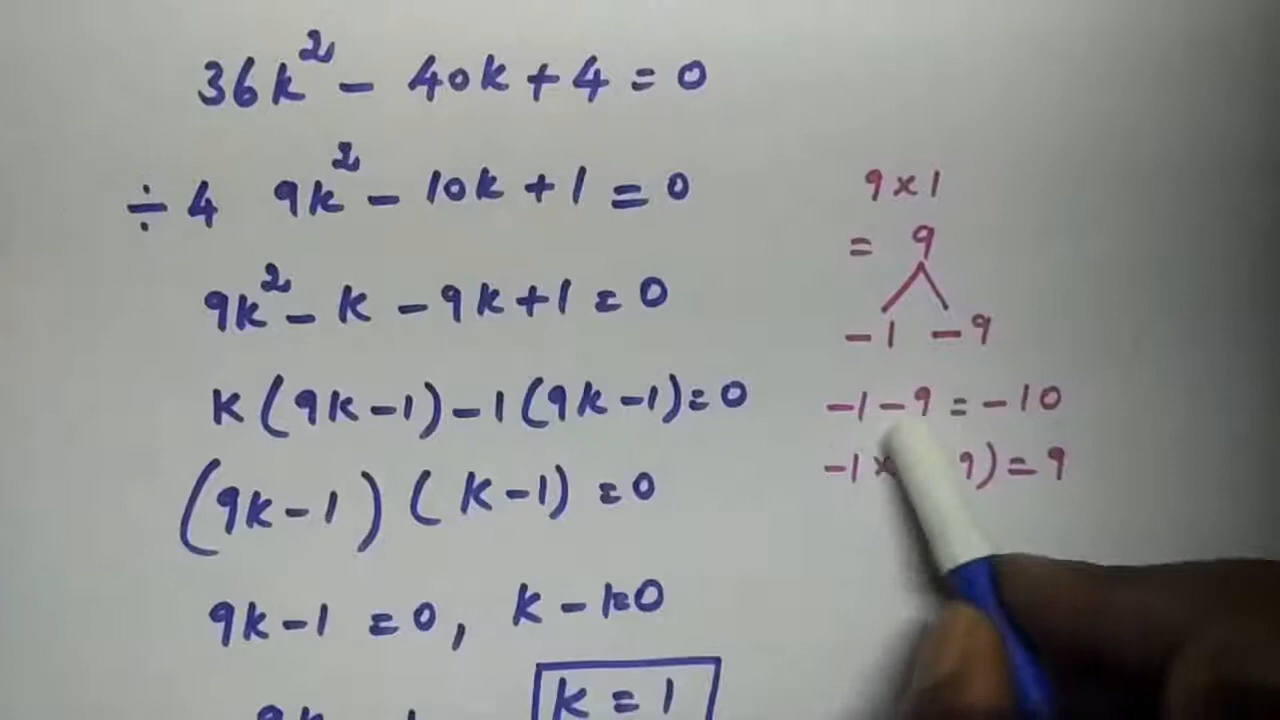 36k² - 40k + 4 = 0
÷ 4 9k² - 10k + 1 = 0
9k² - k - 9k + 1 = 0
k(9k - 1) - 1(9k - 1) = 0
(9k - 1)(k - 1) = 0
9k - 1 = 0, k - 1=0
k = 1
9 × 1
= 9
-1 -9
-1 - 9 = -10
-1 × 9) = 9